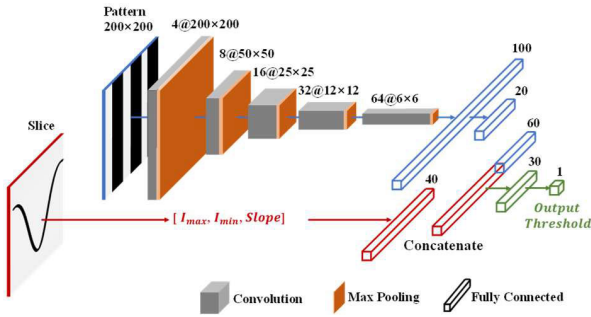 Pattern
200×200
4@200×200
8@50×50
16@25×25
32@12×12
64@6×6
100
20
60
30
1
40
Slice
[ Imax, Imin, Slope]
Output
Threshold
Concatenate
Convolution
Max Pooling
Fully Connected